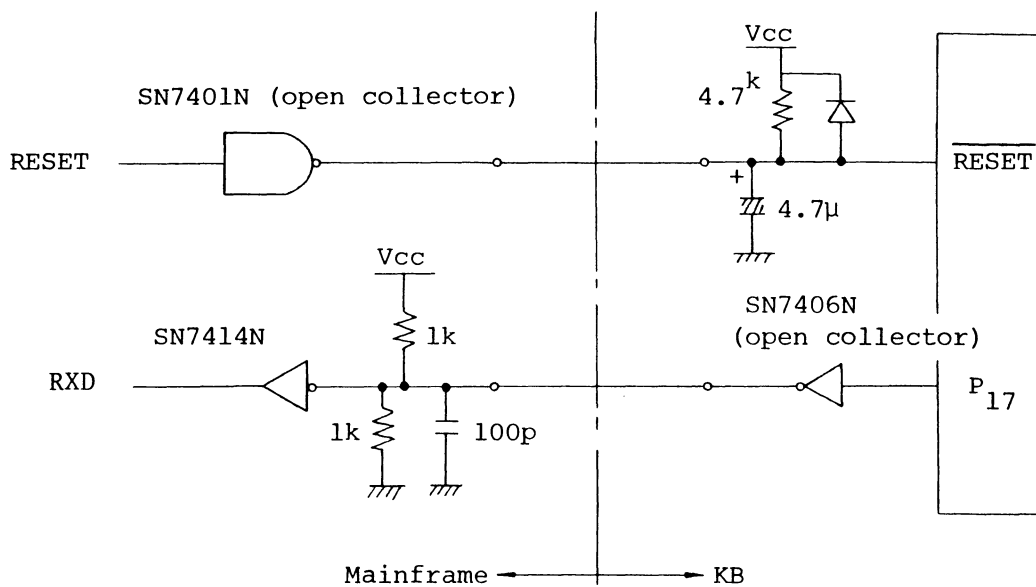 Vcc
SN7401N (open collector)
4.7k
RESET
RESET
+
4.7μ
Vcc
SN7406N
(open collector)
SN7414N
1k
RXD
P17
1k
100p
Mainframe
KB